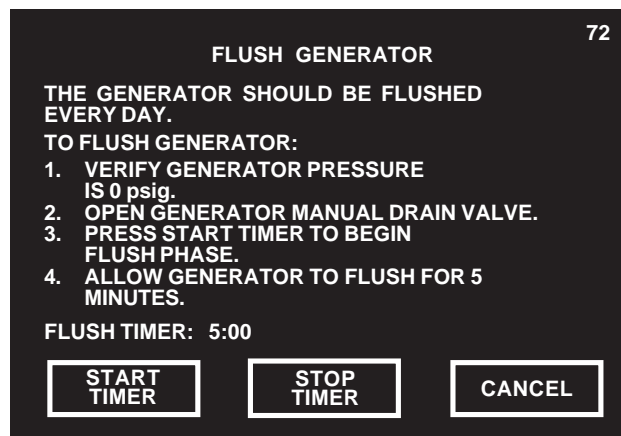 72
FLUSH GENERATOR
THE GENERATOR SHOULD BE FLUSHED
EVERY DAY.
TO FLUSH GENERATOR:
1. VERIFY GENERATOR PRESSURE
IS 0 psig.
2. OPEN GENERATOR MANUAL DRAIN VALVE.
3. PRESS START TIMER TO BEGIN
FLUSH PHASE.
4. ALLOW GENERATOR TO FLUSH FOR 5
MINUTES.
FLUSH TIMER: 5:00
START
TIMER
STOP
TIMER
CANCEL